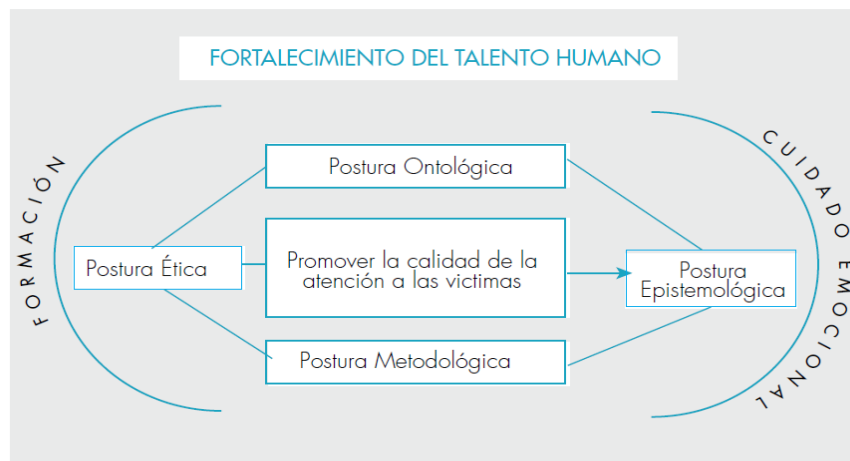 FORTALECIMIENTO DEL TALENTO HUMANO
FORMACIÓN
CUIDADO EMOCIONAL
Postura Ontológica
Postura Ética
Promover la calidad de la
atención a las victimas
Postura
Epistemológica
Postura Metodológica